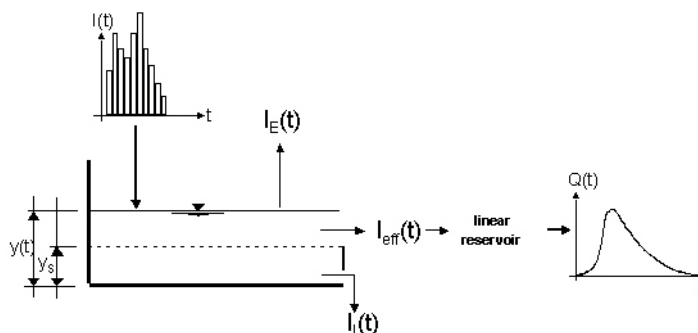 I(t)
t
I_E(t)
y(t)
y_s
I_eff(t)
linear
reservoir
Q(t)
I_I(t)